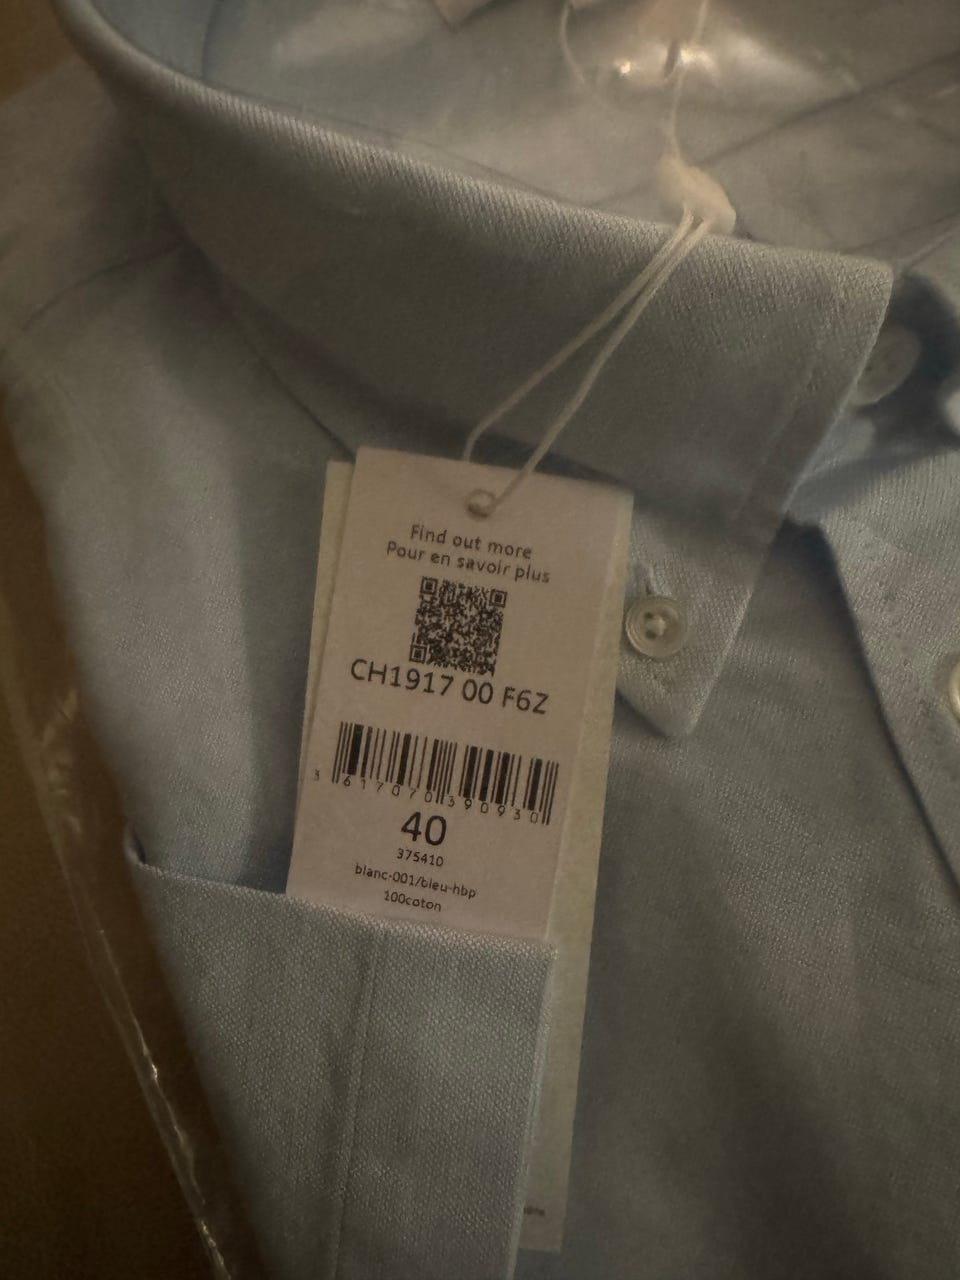 Find out more
Pour en savoir plus
CH1917 00 F6Z
3 617070 390930
40
375410
blanc-001/bleu-hbp
100coton